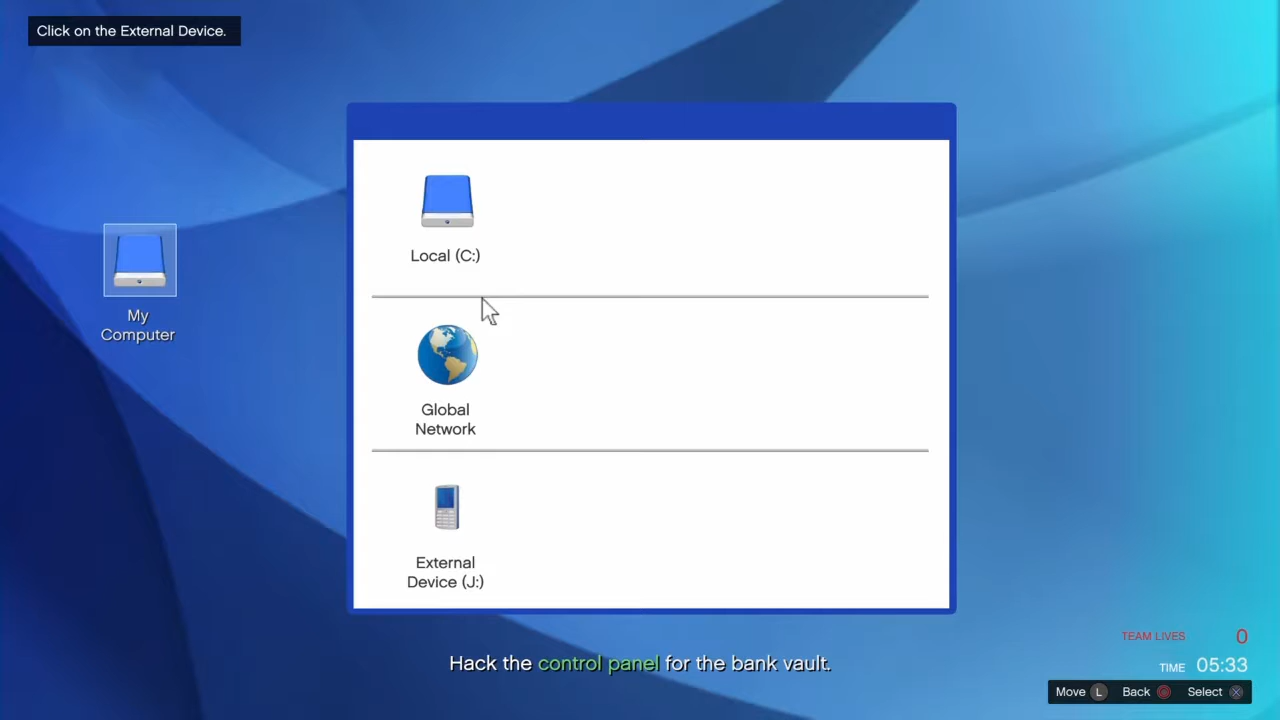 Click on the External Device.
Local (C:)
My
Computer
Global
Network
External
Device (J:)
Hack the control panel for the bank vault.
TEAM LIVES 0
TIME 05:33
Move L Back Select